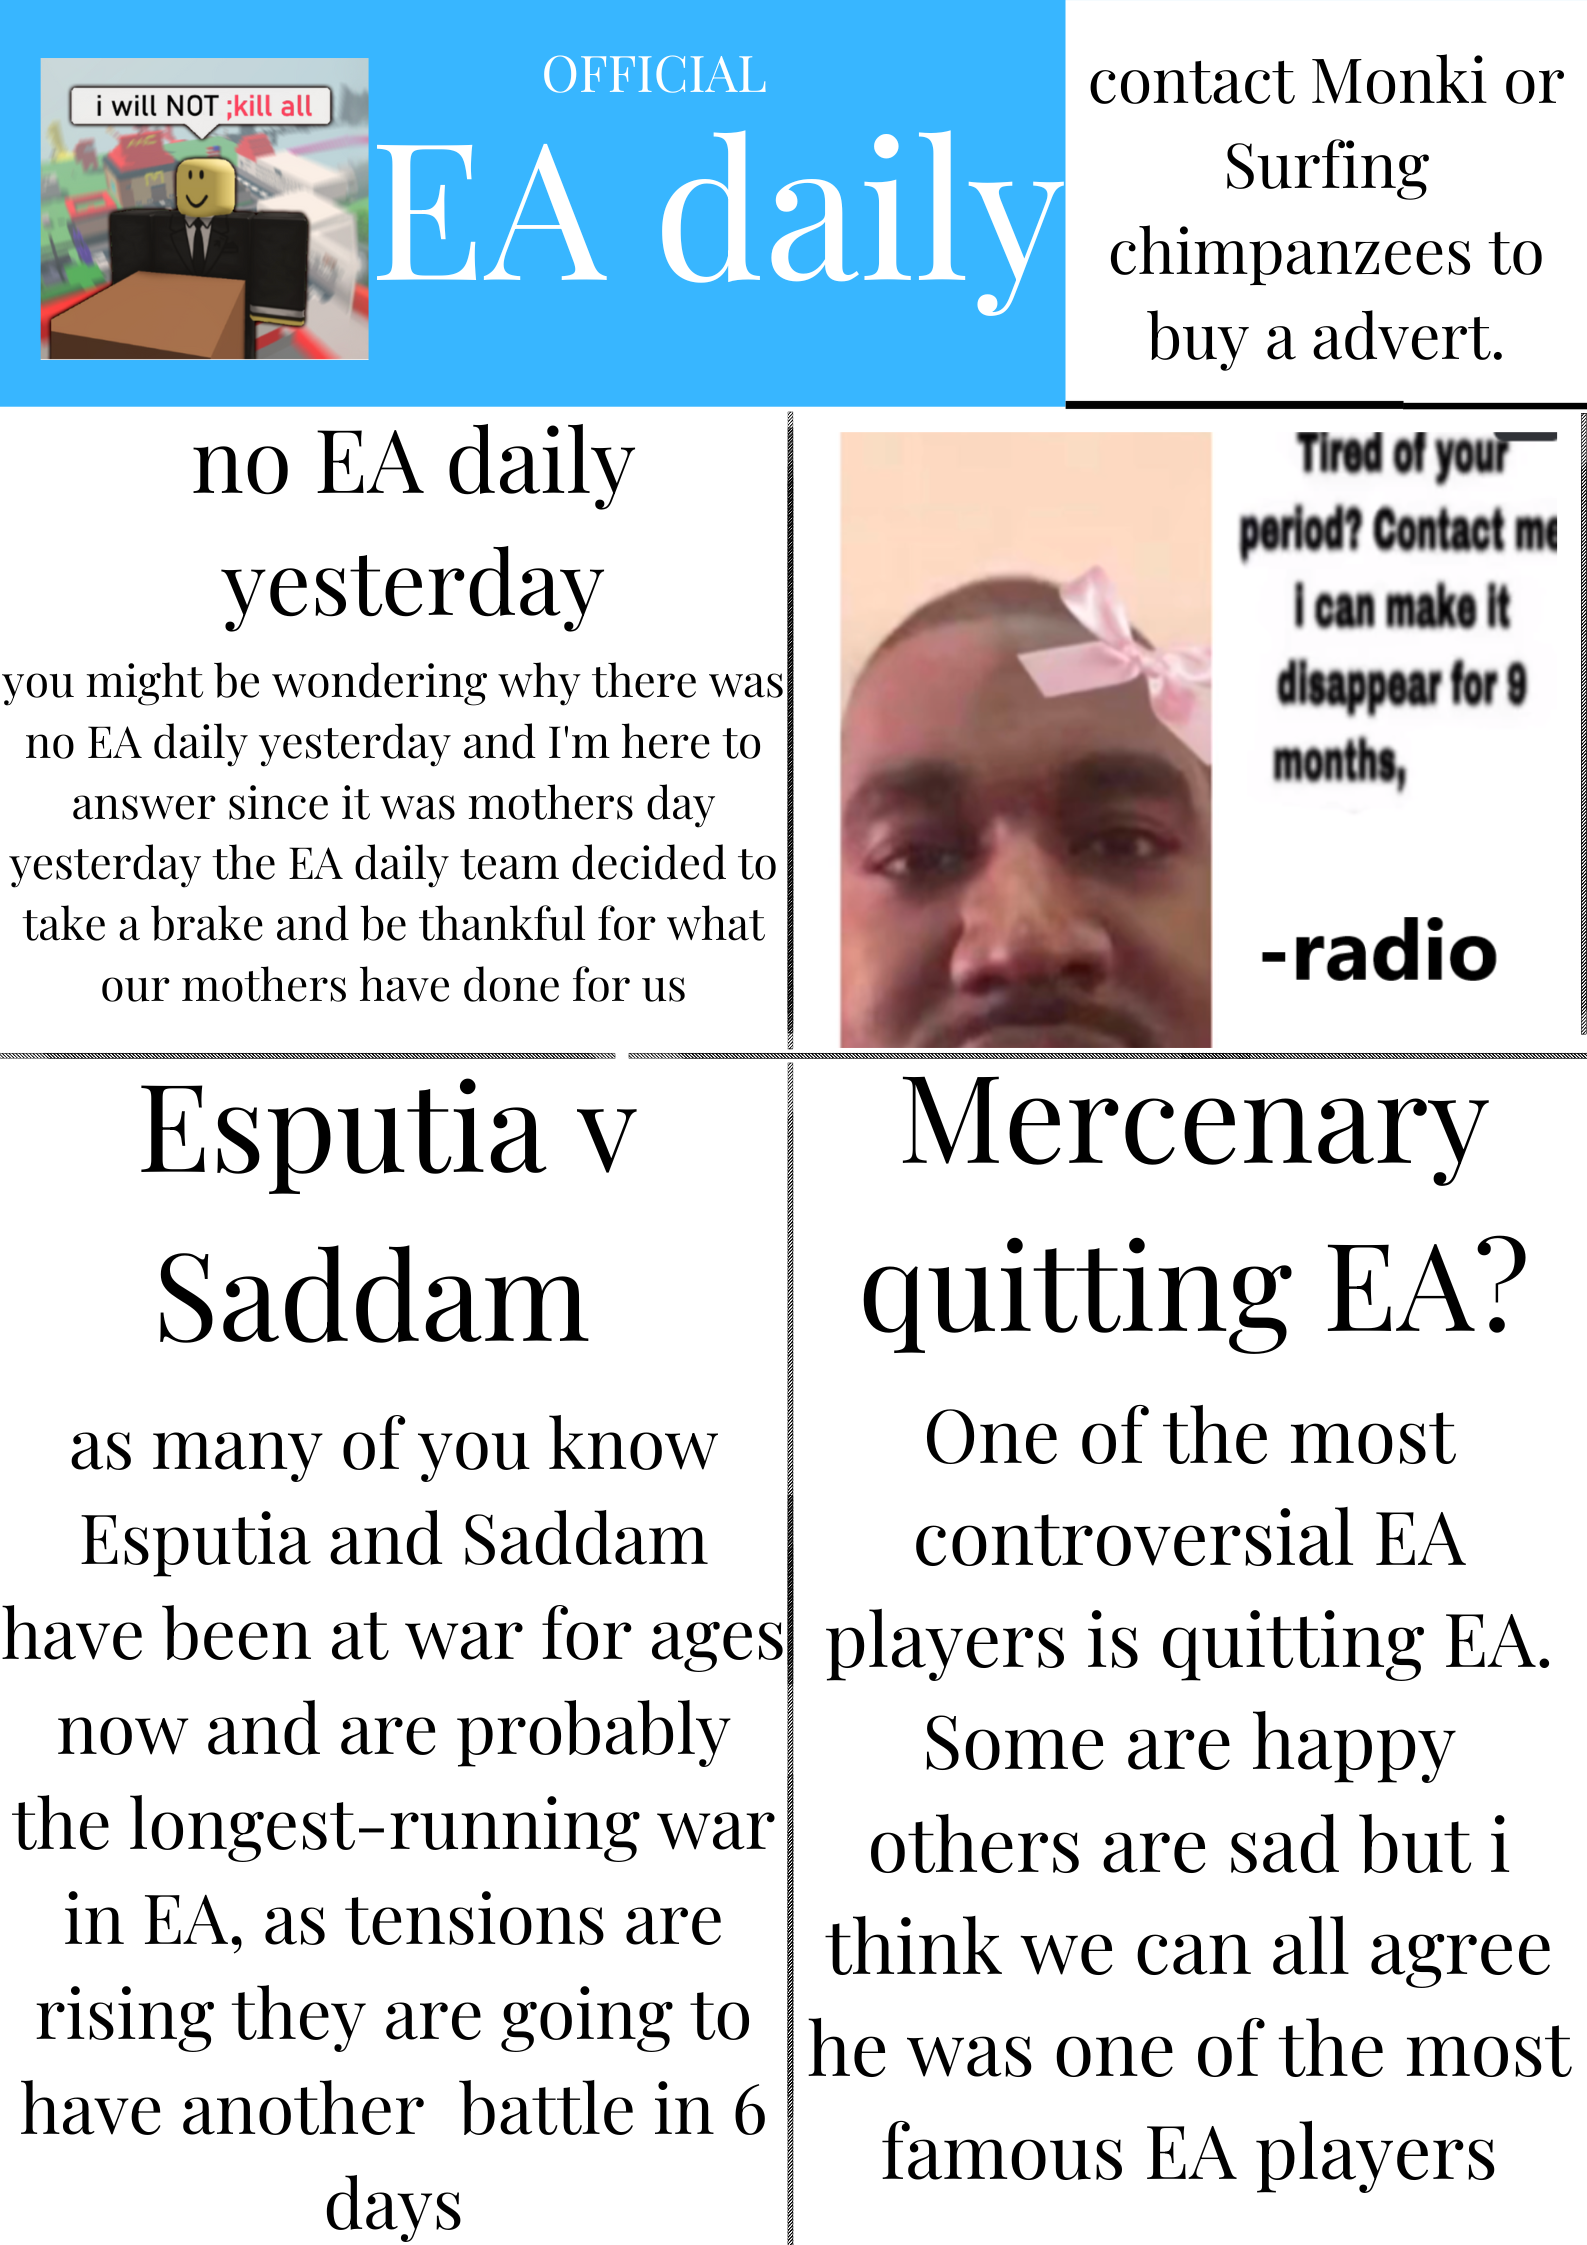 i will NOT ;kill all
OFFICIAL
EA daily
contact Monki or
Surfing
chimpanzees to
buy a advert.
no EA daily
yesterday
you might be wondering why there was
no EA daily yesterday and I'm here to
answer since it was mothers day
yesterday the EA daily team decided to
take a brake and be thankful for what
our mothers have done for us
Tired of your
period? Contact me
i can make it
disappear for 9
months,
-radio
Esputia v
Saddam
as many of you know
Esputia and Saddam
have been at war for ages
now and are probably
the longest-running war
in EA, as tensions are
rising they are going to
have another  battle in 6
days
Mercenary
quitting EA?
One of the most
controversial EA
players is quitting EA.
Some are happy
others are sad but i
think we can all agree
he was one of the most
famous EA players